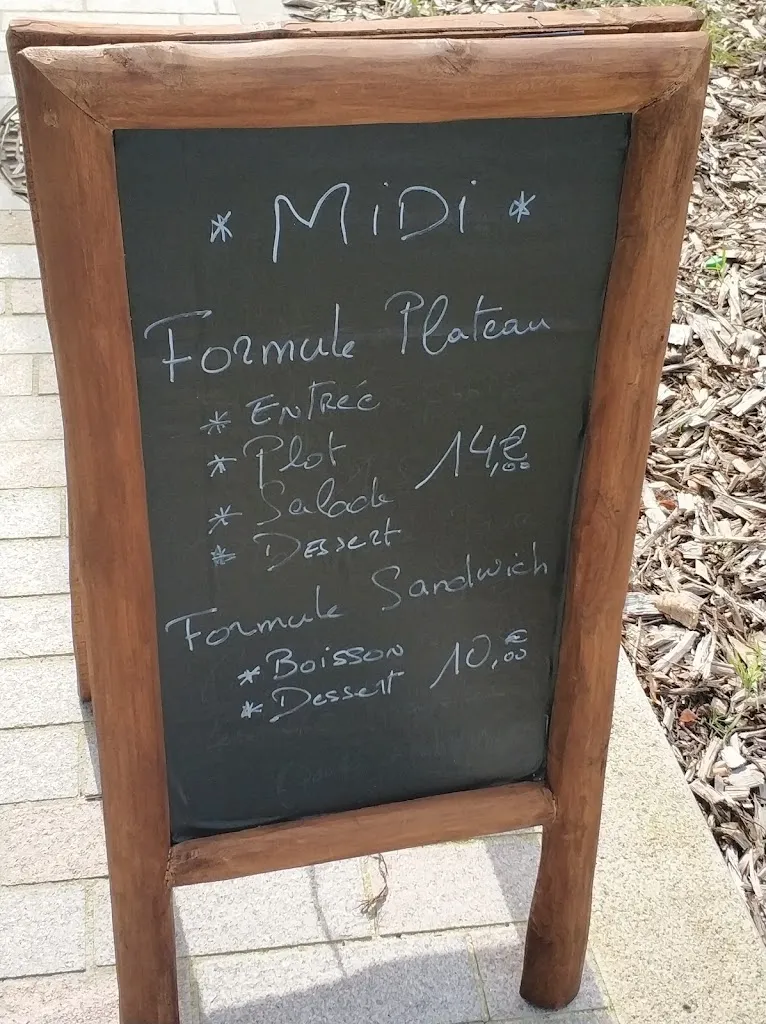 * MiDi *
Formule Plateau
* ENTRéE
* Plat 14,€00
* Salade
* DESSERT
Formule Sandwich
* Boisson 10,€00
* Dessert